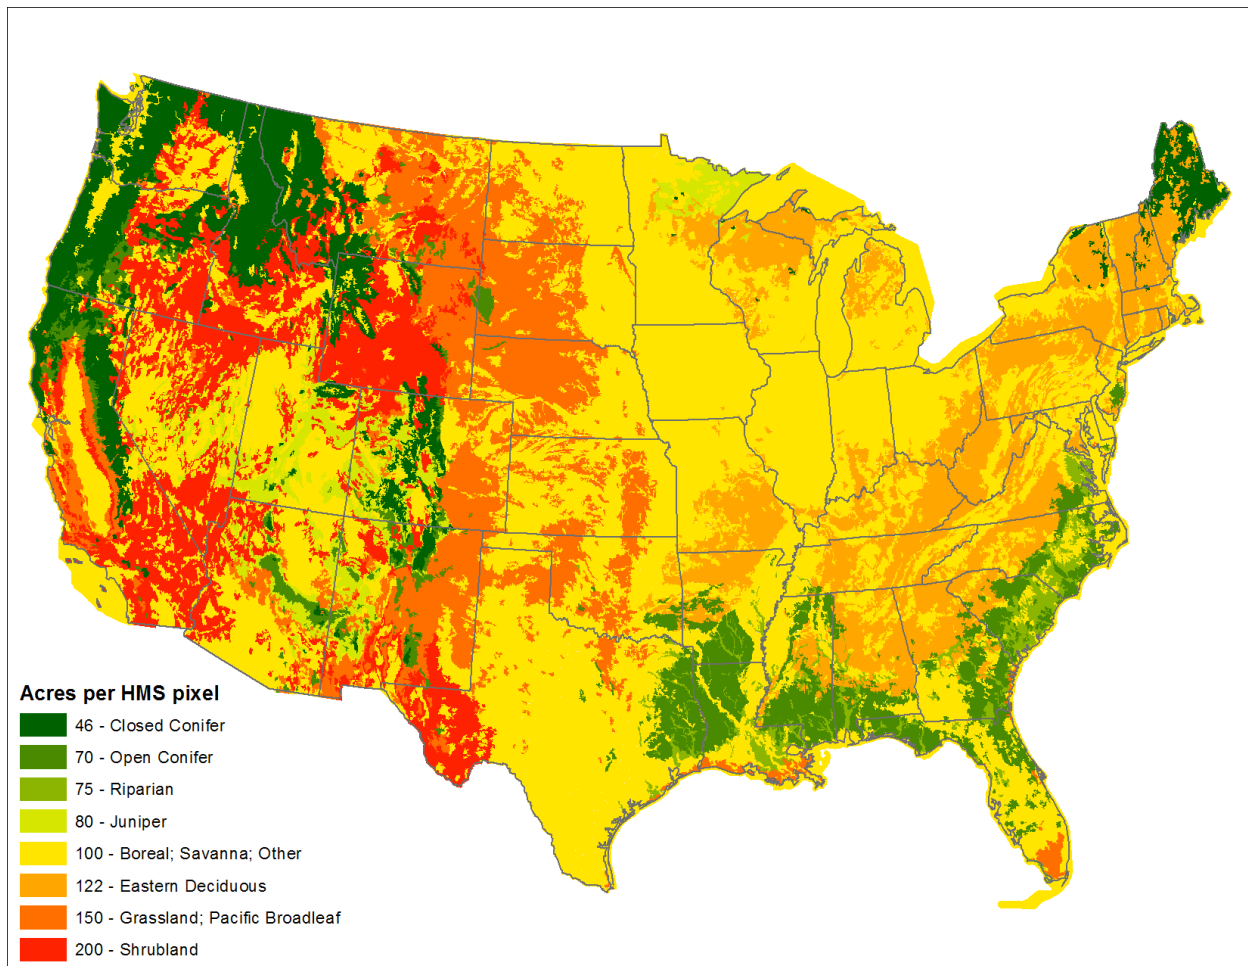 Acres per HMS pixel
46 - Closed Conifer
70 - Open Conifer
75 - Riparian
80 - Juniper
100 - Boreal; Savanna; Other
122 - Eastern Deciduous
150 - Grassland; Pacific Broadleaf
200 - Shrubland